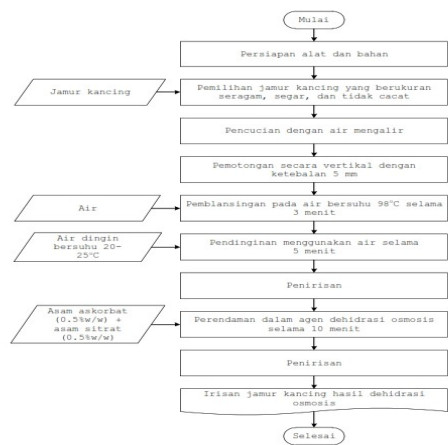 Mulai
Persiapan alat dan bahan
Jamur kancing
Pemilihan jamur kancing yang berukuran
seragam, segar, dan tidak cacat
Pencucian dengan air mengalir
Pemotongan secara vertikal dengan
ketebalan 5 mm
Air
Pemblansingan pada air bersuhu 98°C selama
3 menit
Air dingin
bersuhu 20-
25°C
Pendinginan menggunakan air selama
5 menit
Penirisan
Asam askorbat
(0.5%w/w) +
asam sitrat
(0.5%w/w)
Perendaman dalam agen dehidrasi osmosis
selama 10 menit
Penirisan
Irisan jamur kancing hasil dehidrasi
osmosis
Selesai